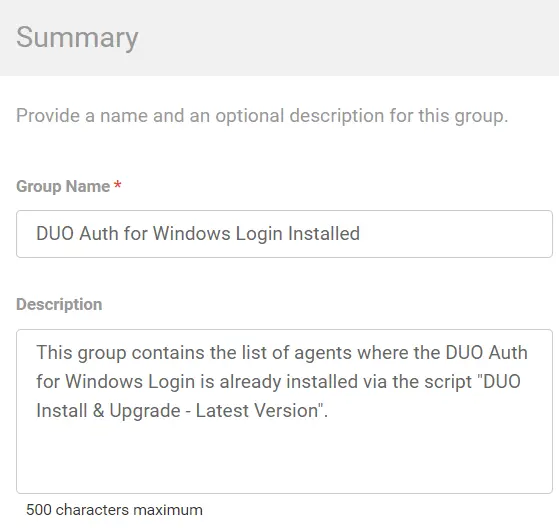 Summary
Provide a name and an optional description for this group.
Group Name *
DUO Auth for Windows Login Installed
Description
This group contains the list of agents where the DUO Auth
for Windows Login is already installed via the script "DUO
Install & Upgrade - Latest Version".
500 characters maximum